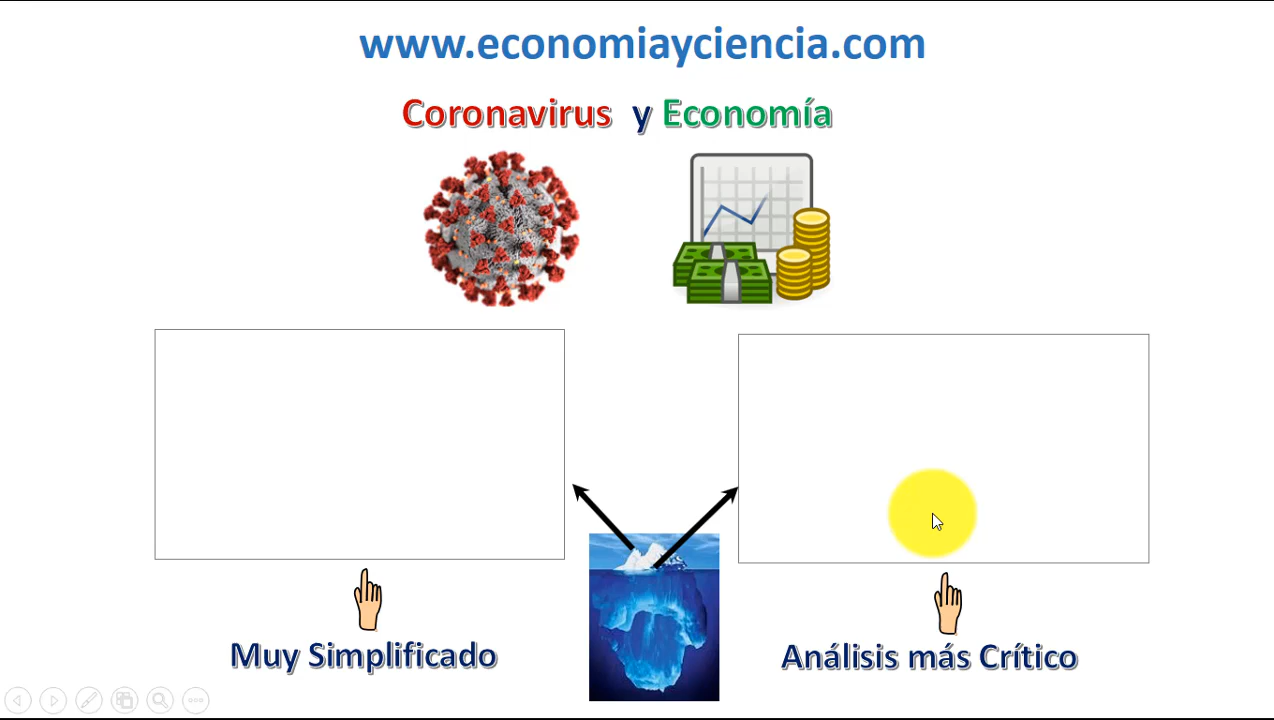 www.economiayciencia.com
Coronavirus y Economía
Muy Simplificado
Análisis más Crítico